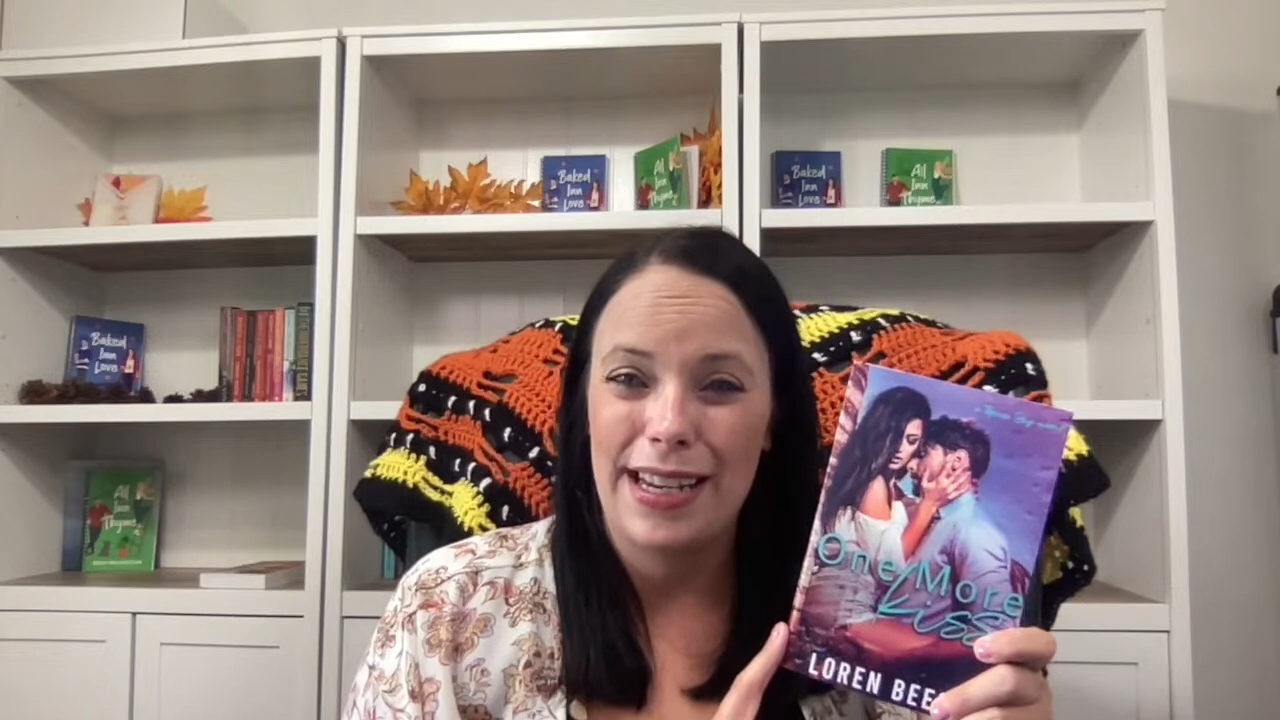 Baked
Inn
Love
All
Inn
Thyme
Baked
Inn
Love
All
Inn
Thyme
Baked
Inn
Love
All
Inn
Thyme
One More
Kiss
LOREN BEE